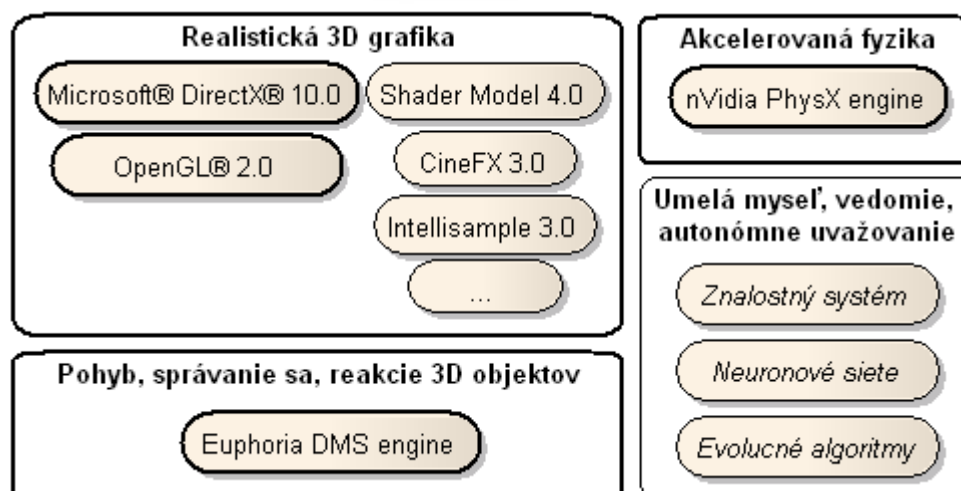 Realistická 3D grafika
Microsoft® DirectX® 10.0
Shader Model 4.0
OpenGL® 2.0
CineFX 3.0
Intellisample 3.0
...
Akcelerovaná fyzika
nVidia PhysX engine
Umelá myseľ, vedomie,
autonómne uvažovanie
Znalostný systém
Neuronové siete
Evolucné algoritmy
Pohyb, správanie sa, reakcie 3D objektov
Euphoria DMS engine